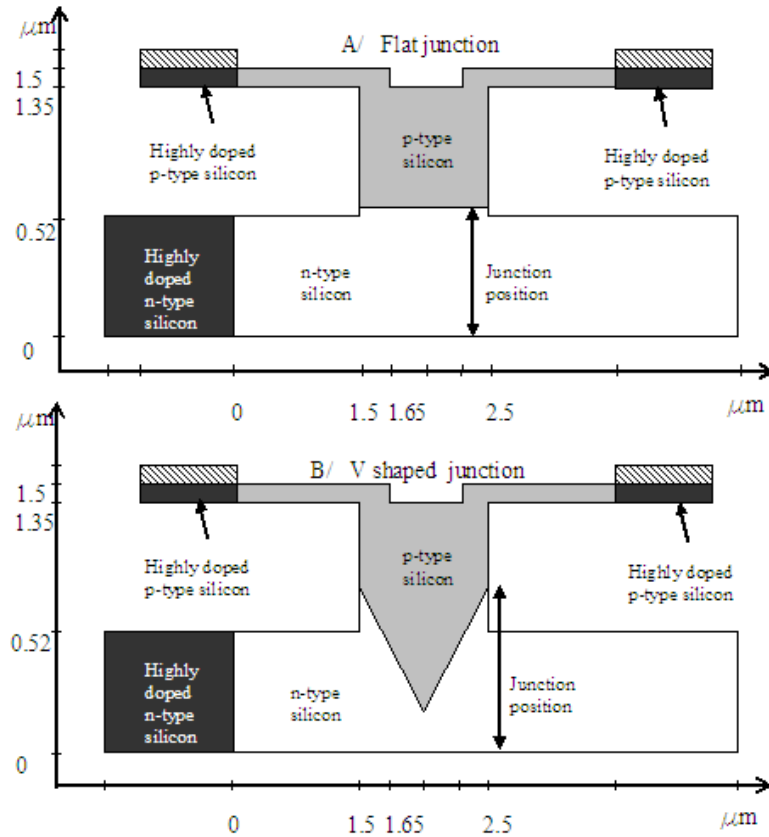 μm
A/ Flat junction
1.5
1.35
p-type
silicon
Highly doped
p-type silicon
Highly doped
p-type silicon
0.52
Highly
doped
n-type
silicon
n-type
silicon
Junction
position
0
0
1.5
1.65
2.5
μm
μm
B/ V shaped junction
1.5
1.35
p-type
silicon
Highly doped
p-type silicon
Highly doped
p-type silicon
0.52
Highly
doped
n-type
silicon
n-type
silicon
Junction
position
0
0
1.5
1.65
2.5
μm